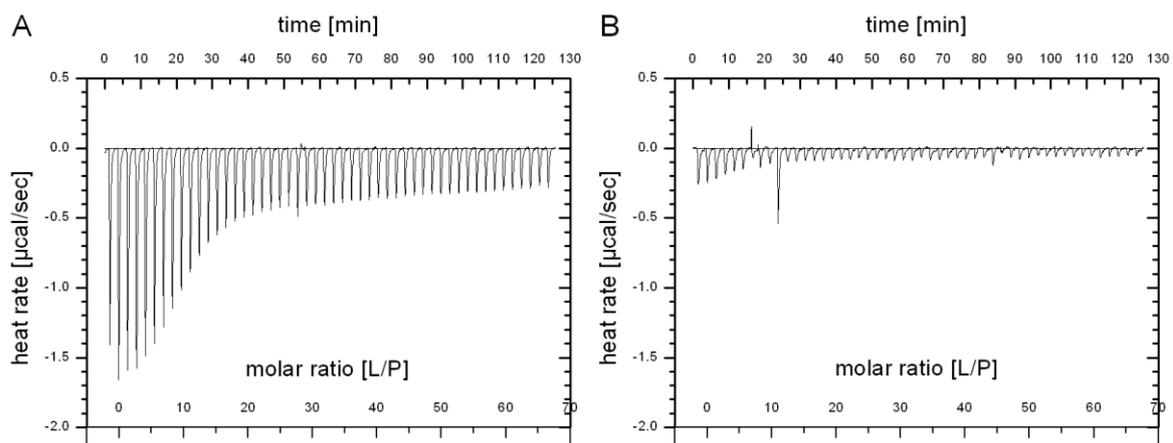 A
time [min]
0 10 20 30 40 50 60 70 80 90 100 110 120 130
0.5
0.0
-0.5
-1.0
-1.5
-2.0
heat rate [µcal/sec]
molar ratio [L/P]
0 10 20 30 40 50 60 70
B
time [min]
0 10 20 30 40 50 60 70 80 90 100 110 120 130
0.5
0.0
-0.5
-1.0
-1.5
-2.0
heat rate [µcal/sec]
molar ratio [L/P]
0 10 20 30 40 50 60 70